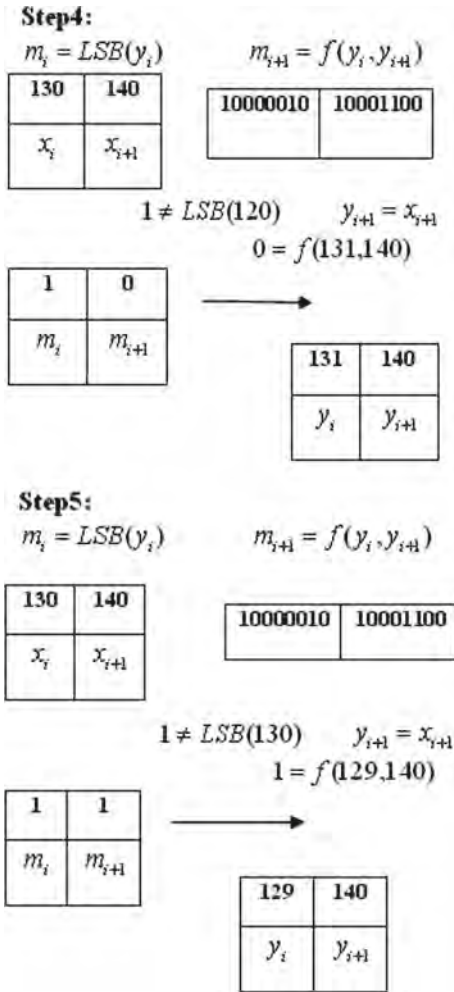 Step4:
mᵢ = LSB(yᵢ) mᵢ₊₁ = f(yᵢ, yᵢ₊₁)
130 140 10000010 10001100
xᵢ xᵢ₊₁
1 ≠ LSB(120) yᵢ₊₁ = xᵢ₊₁
0 = f(131,140)
1 0
mᵢ mᵢ₊₁
131 140
yᵢ yᵢ₊₁
Step5:
mᵢ = LSB(yᵢ) mᵢ₊₁ = f(yᵢ, yᵢ₊₁)
130 140 10000010 10001100
xᵢ xᵢ₊₁
1 ≠ LSB(130) yᵢ₊₁ = xᵢ₊₁
1 = f(129,140)
1 1
mᵢ mᵢ₊₁
129 140
yᵢ yᵢ₊₁